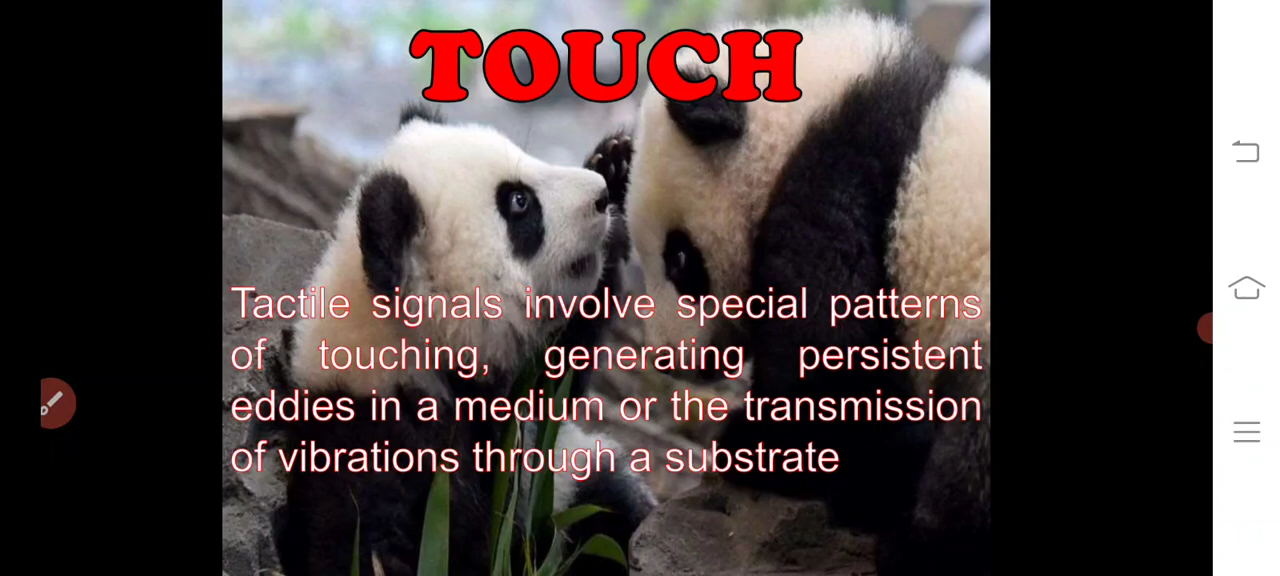 TOUCH
Tactile signals involve special patterns
of touching, generating persistent
eddies in a medium or the transmission
of vibrations through a substrate